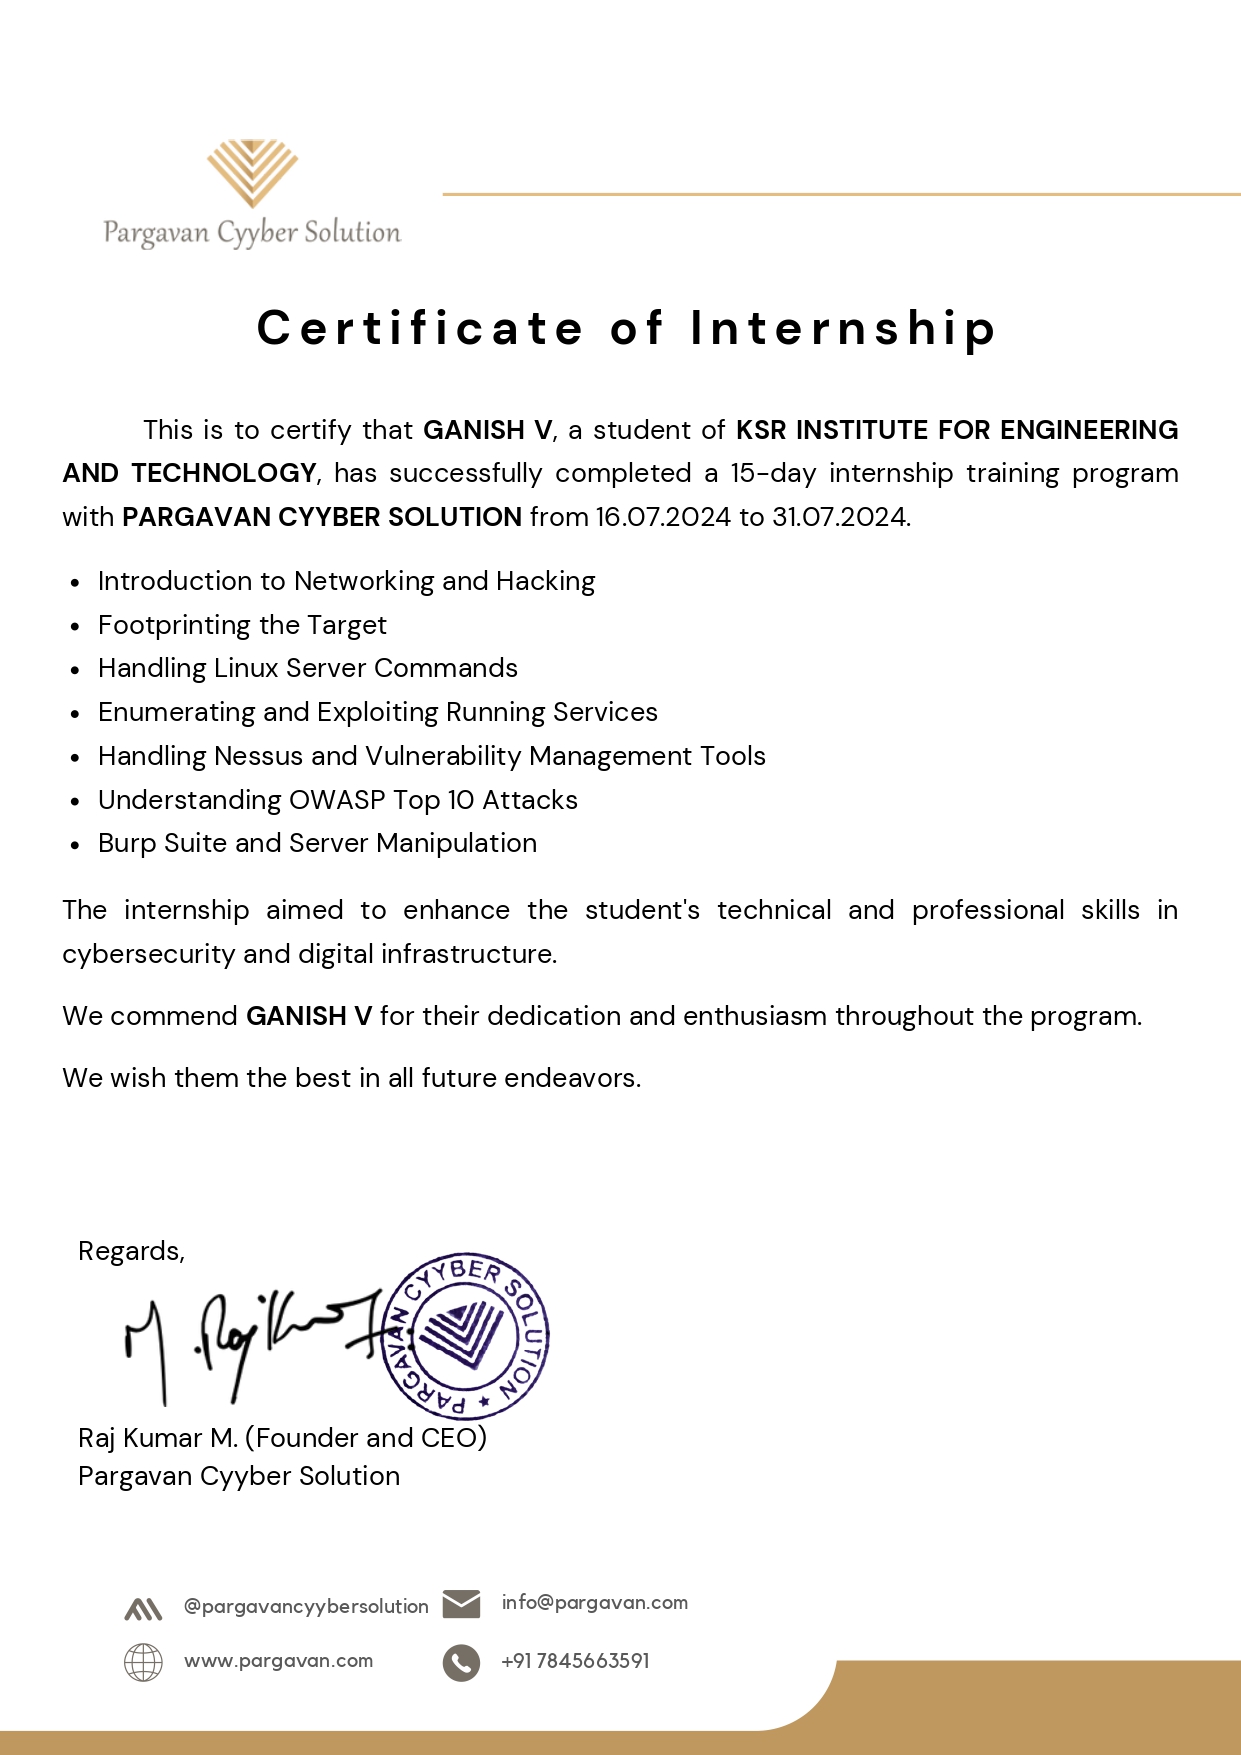 Pargavan Cyyber Solution
Certificate of Internship
This is to certify that GANISH V, a student of KSR INSTITUTE FOR ENGINEERING
AND TECHNOLOGY, has successfully completed a 15-day internship training program
with PARGAVAN CYYBER SOLUTION from 16.07.2024 to 31.07.2024.
• Introduction to Networking and Hacking
• Footprinting the Target
• Handling Linux Server Commands
• Enumerating and Exploiting Running Services
• Handling Nessus and Vulnerability Management Tools
• Understanding OWASP Top 10 Attacks
• Burp Suite and Server Manipulation
The internship aimed to enhance the student's technical and professional skills in
cybersecurity and digital infrastructure.
We commend GANISH V for their dedication and enthusiasm throughout the program.
We wish them the best in all future endeavors.
Regards,
M. Raj Kumar
PARGAVAN CYYBER SOLUTION ★
Raj Kumar M. (Founder and CEO)
Pargavan Cyyber Solution
@pargavancyybersolution info@pargavan.com
www.pargavan.com +91 7845663591